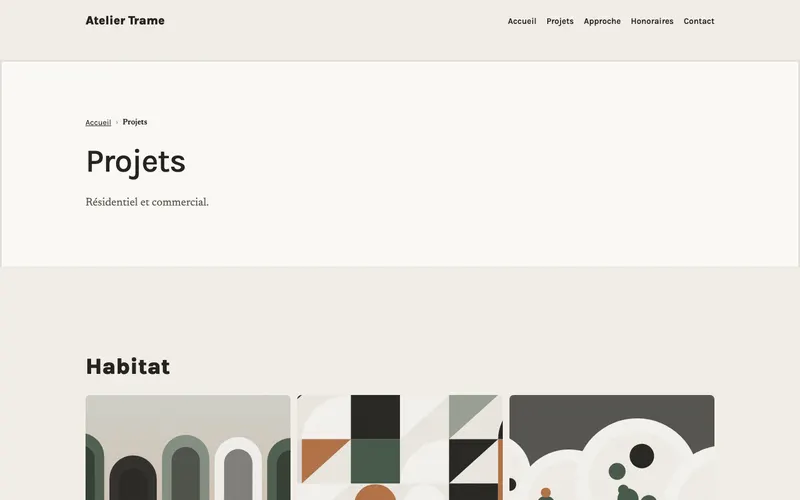 Atelier Trame
Accueil Projets Approche Honoraires Contact
Accueil › Projets
Projets
Résidentiel et commercial.
Habitat